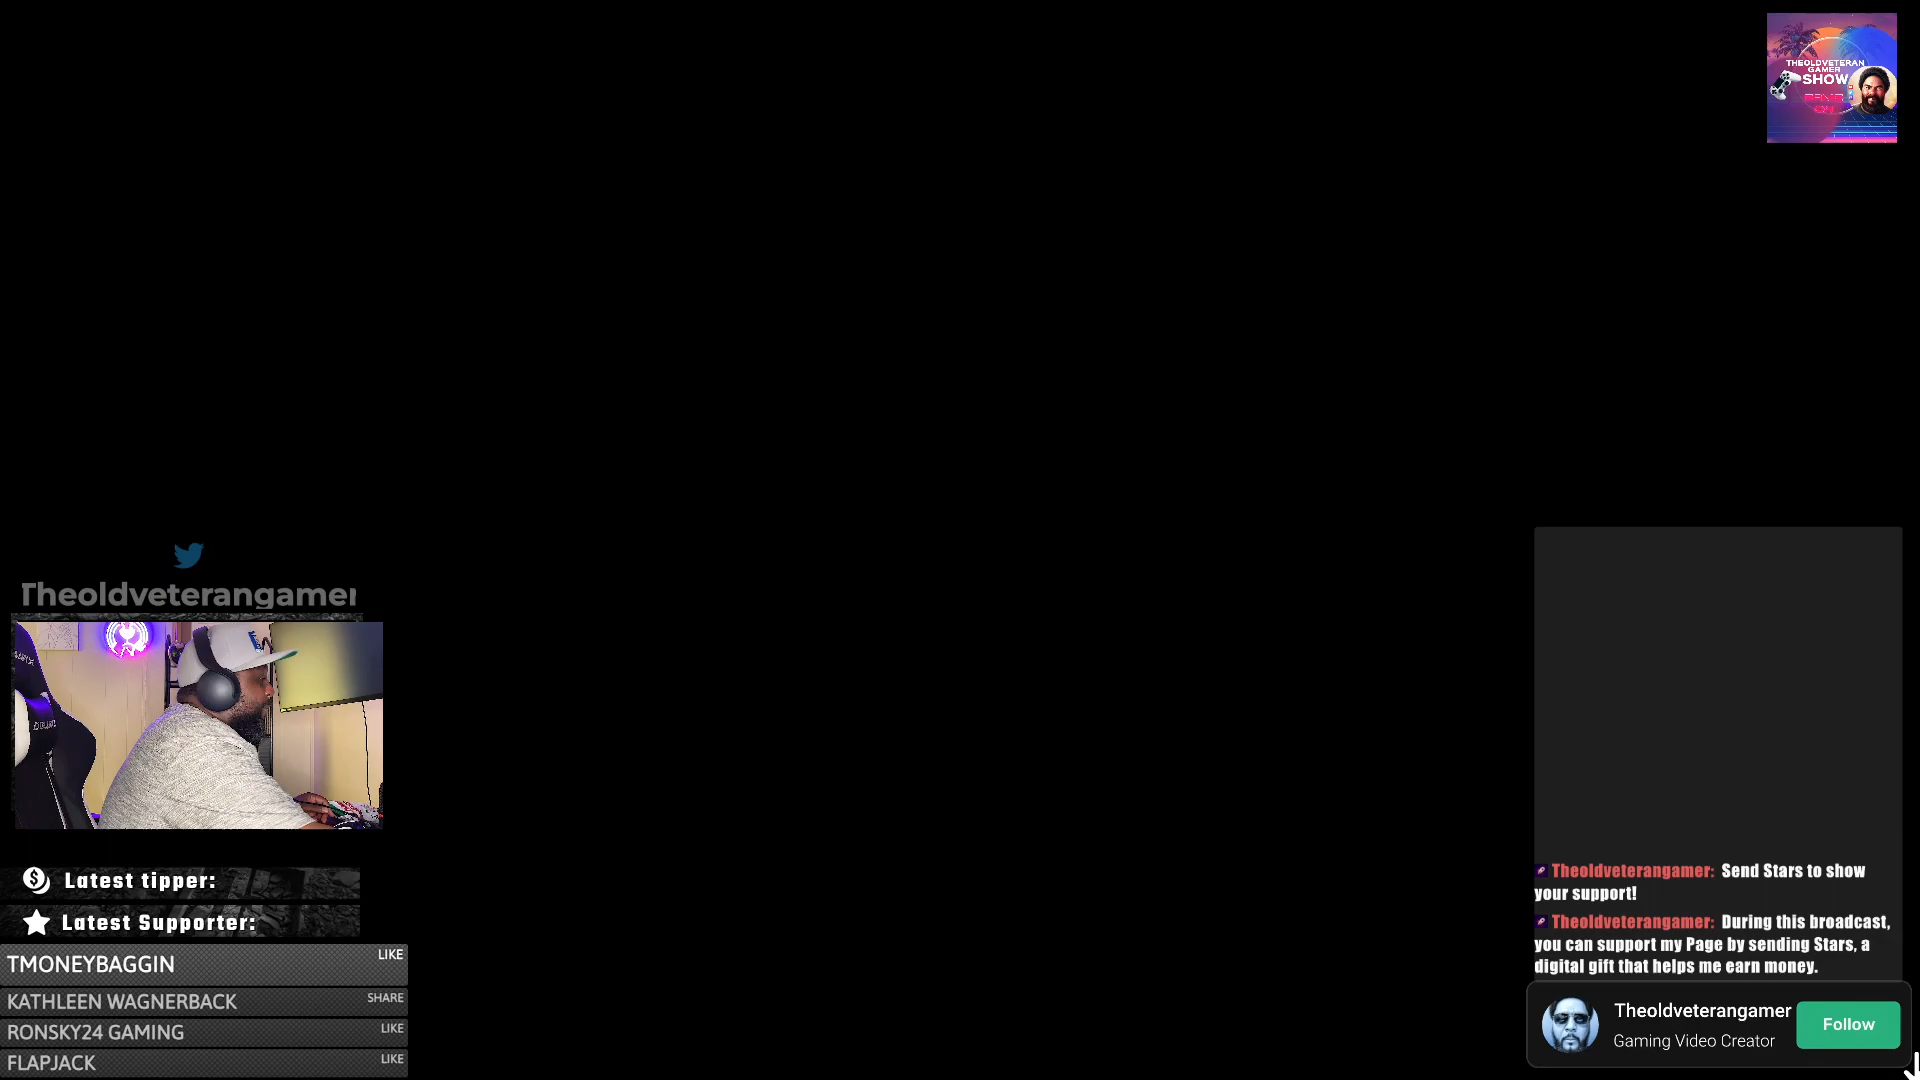 THEOLDVETERAN
GAMER
SHOW
Theoldveterangamer
Latest tipper:
Latest Supporter:
TMONEYBAGGIN LIKE
KATHLEEN WAGNERBACK SHARE
RONSKY24 GAMING LIKE
FLAPJACK LIKE
Theoldveterangamer: Send Stars to show
your support!
Theoldveterangamer: During this broadcast,
you can support my Page by sending Stars, a
digital gift that helps me earn money.
Theoldveterangamer
Gaming Video Creator
Follow